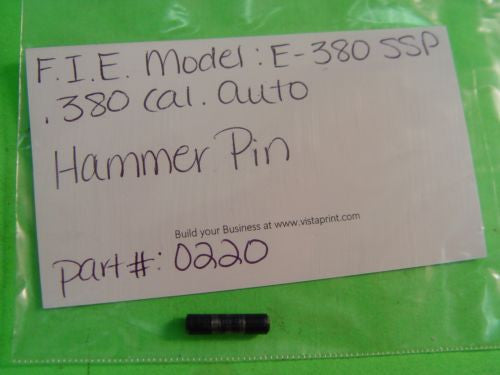 F.I.E. Model: E-380 SSP
.380 cal. auto
Hammer Pin
Build your Business at www.vistaprint.com
part#: 0220